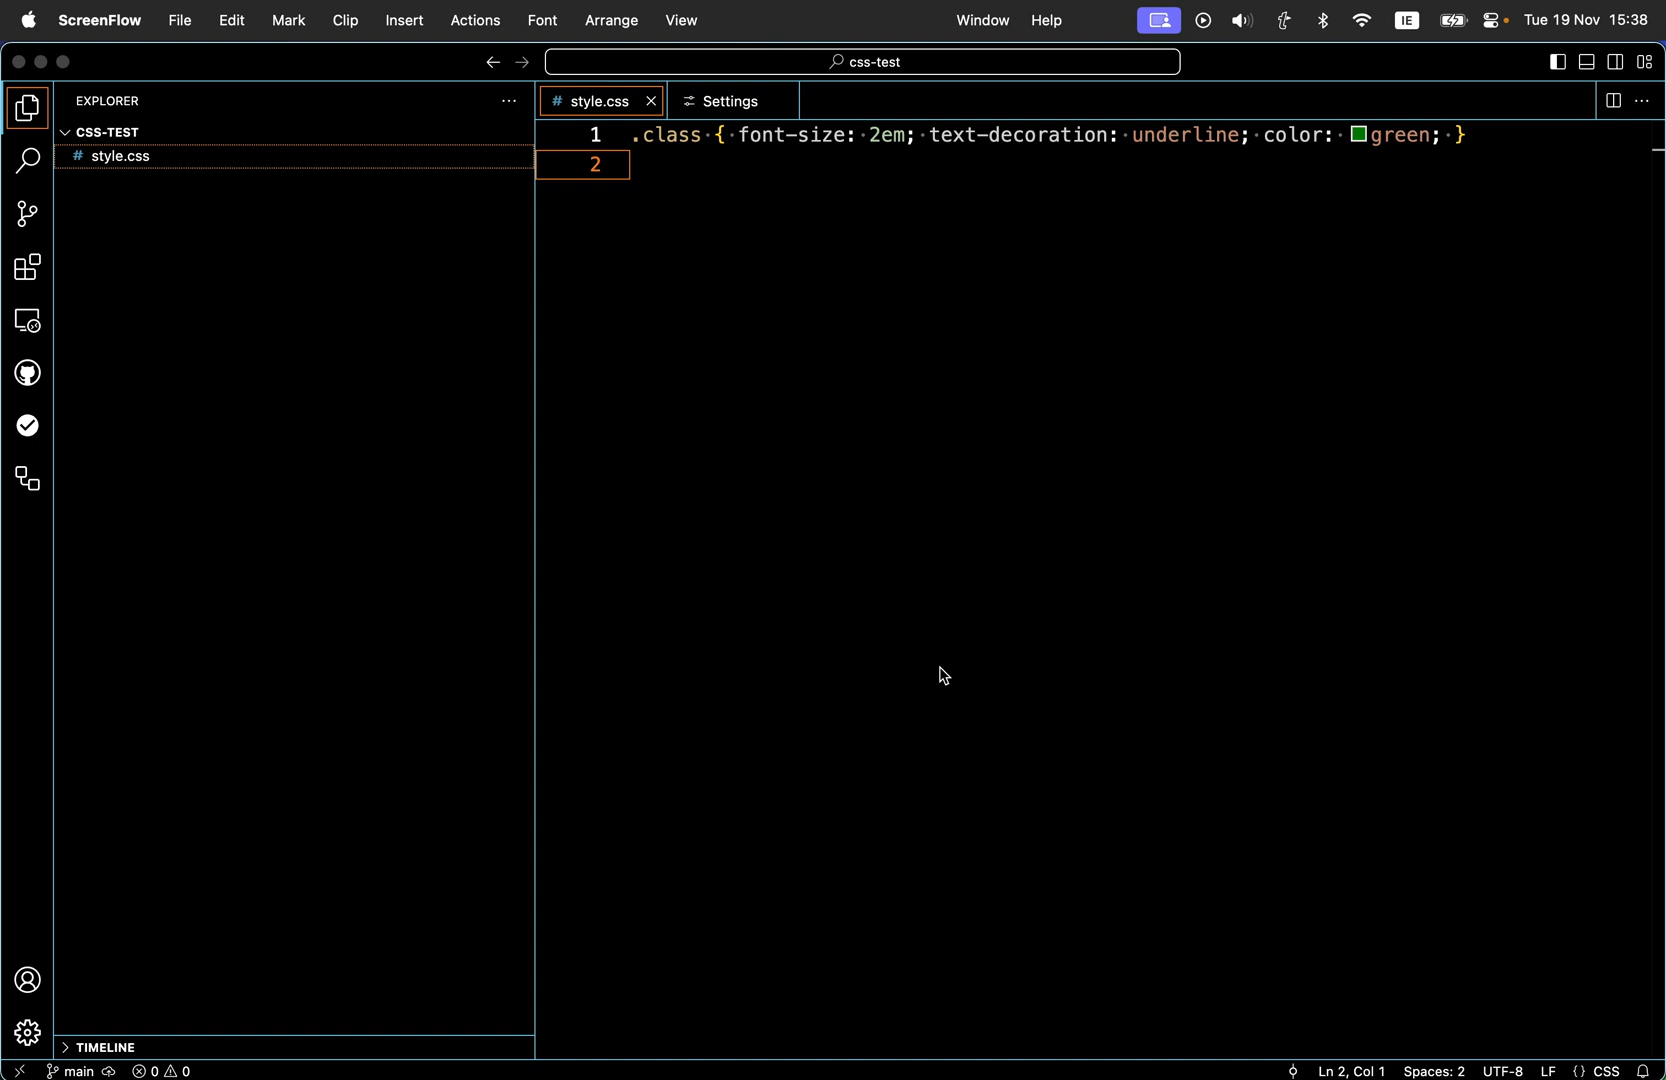 ScreenFlow File Edit Mark Clip Insert Actions Font Arrange View Window Help IE Tue 19 Nov 15:38
css-test
EXPLORER
CSS-TEST
# style.css
# style.css
Settings
1 .class·{·font-size:·2em;·text-decoration:·underline;·color:·green;·}
2
TIMELINE
main 0 0 Ln 2, Col 1 Spaces: 2 UTF-8 LF {} CSS